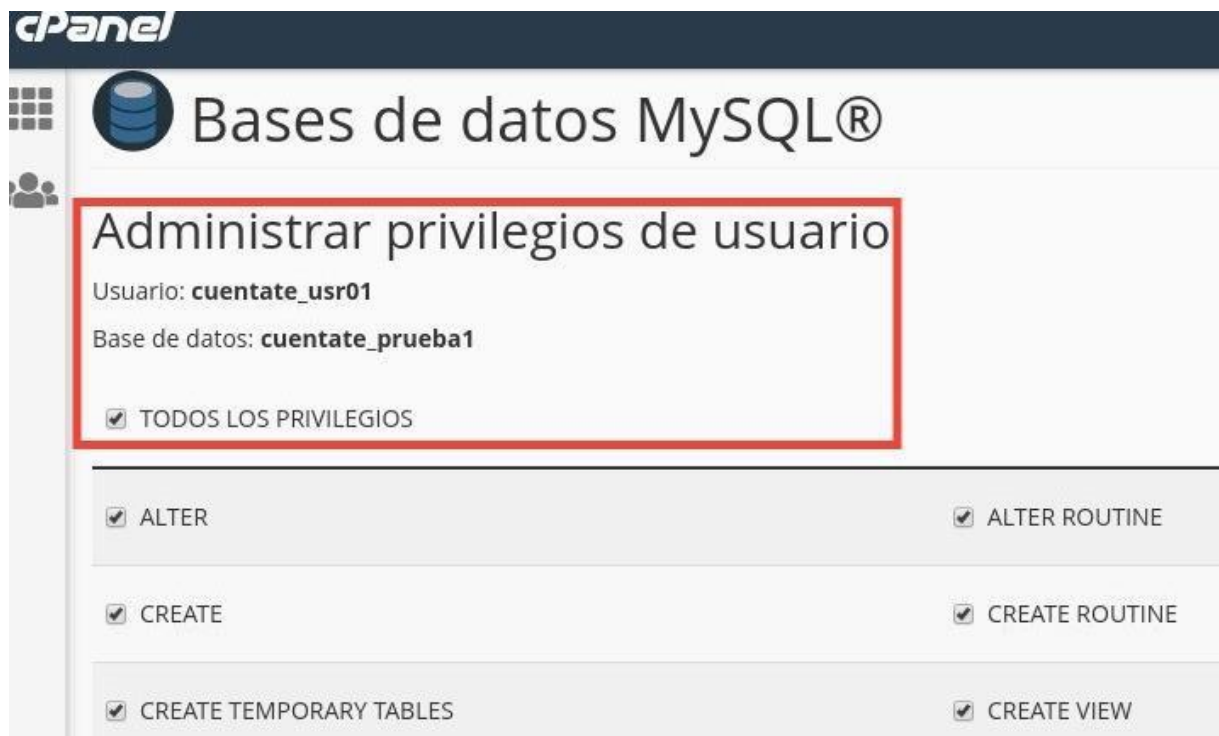 cPanel
Bases de datos MySQL®
Administrar privilegios de usuario
Usuario: cuentate_usr01
Base de datos: cuentate_prueba1
TODOS LOS PRIVILEGIOS
ALTER
ALTER ROUTINE
CREATE
CREATE ROUTINE
CREATE TEMPORARY TABLES
CREATE VIEW